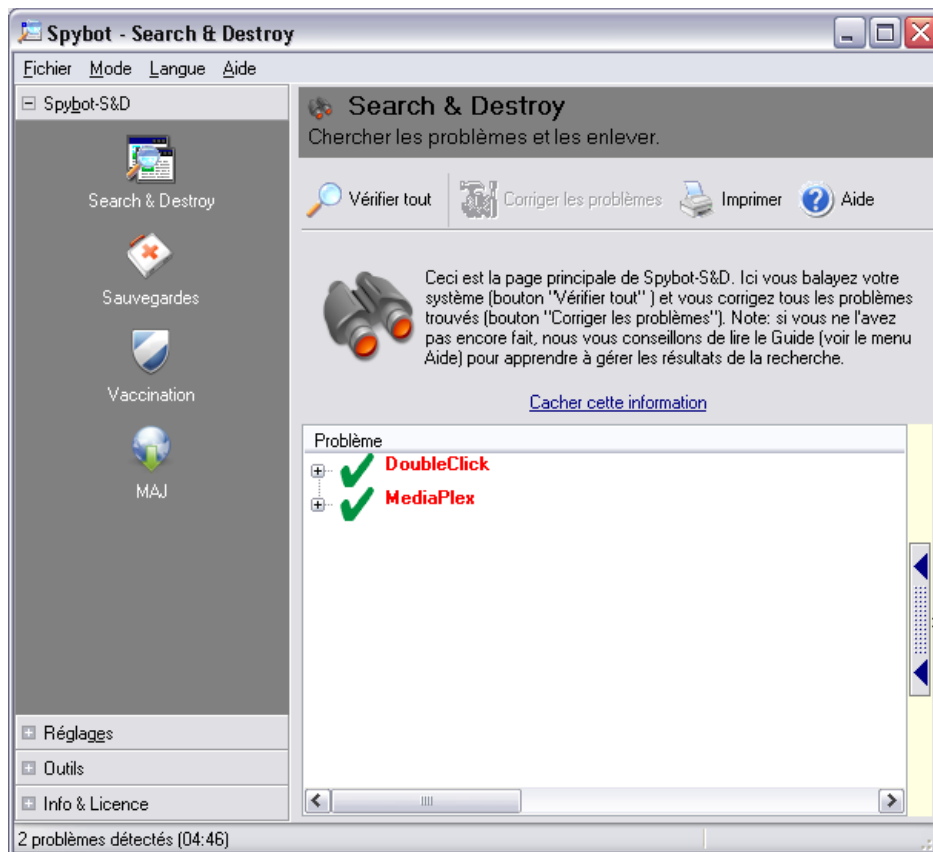 Spybot - Search & Destroy
Fichier Mode Langue Aide
Spybot-S&D
Search & Destroy
Sauvegardes
Vaccination
MAJ
Réglages
Outils
Info & Licence
Search & Destroy
Chercher les problèmes et les enlever.
Vérifier tout Corriger les problèmes Imprimer Aide
Ceci est la page principale de Spybot-S&D. Ici vous balayez votre
système (bouton "Vérifier tout" ) et vous corrigez tous les problèmes
trouvés (bouton "Corriger les problèmes"). Note: si vous ne l'avez
pas encore fait, nous vous conseillons de lire le Guide (voir le menu
Aide) pour apprendre à gérer les résultats de la recherche.
Cacher cette information
Problème
DoubleClick
MediaPlex
2 problèmes détectés (04:46)